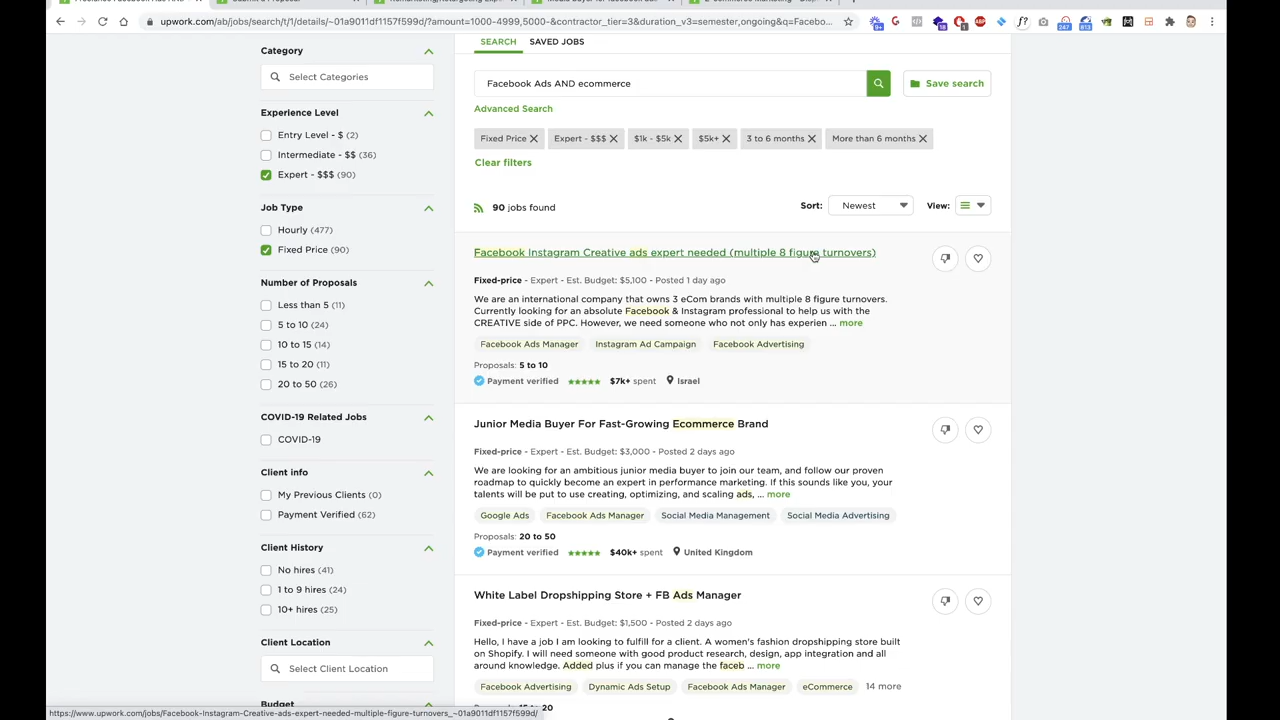 upwork.com/ab/jobs/search/t/1/details/~01a9011df1157f599d/?amount=1000-4999,5000-&contractor_tier=3&duration_v3=semester,ongoing&q=Facebo...
SEARCH SAVED JOBS
Category
Select Categories
Facebook Ads AND ecommerce
Save search
Advanced Search
Experience Level
Entry Level - $ (2)
Intermediate - $$ (36)
Expert - $$$ (90)
Fixed Price Expert - $$$ $1k - $5k $5k+ 3 to 6 months More than 6 months
Clear filters
Job Type
Hourly (477)
Fixed Price (90)
90 jobs found
Sort: Newest View:
Number of Proposals
Less than 5 (11)
5 to 10 (24)
10 to 15 (14)
15 to 20 (11)
20 to 50 (26)
COVID-19 Related Jobs
COVID-19
Client info
My Previous Clients (0)
Payment Verified (62)
Client History
No hires (41)
1 to 9 hires (24)
10+ hires (25)
Client Location
Select Client Location
Budget
Facebook Instagram Creative ads expert needed (multiple 8 figure turnovers)
Fixed-price - Expert - Est. Budget: $5,100 - Posted 1 day ago
We are an international company that owns 3 eCom brands with multiple 8 figure turnovers.
Currently looking for an absolute Facebook & Instagram professional to help us with the
CREATIVE side of PPC. However, we need someone who not only has experien ... more
Facebook Ads Manager Instagram Ad Campaign Facebook Advertising
Proposals: 5 to 10
Payment verified $7k+ spent Israel
Junior Media Buyer For Fast-Growing Ecommerce Brand
Fixed-price - Expert - Est. Budget: $3,000 - Posted 2 days ago
We are looking for an ambitious junior media buyer to join our team, and follow our proven
roadmap to quickly become an expert in performance marketing. If this sounds like you, your
talents will be put to use creating, optimizing, and scaling ads, ... more
Google Ads Facebook Ads Manager Social Media Management Social Media Advertising
Proposals: 20 to 50
Payment verified $40k+ spent United Kingdom
White Label Dropshipping Store + FB Ads Manager
Fixed-price - Expert - Est. Budget: $1,500 - Posted 2 days ago
Hello, I have a job I am looking to fulfill for a client. A women's fashion dropshipping store built
on Shopify. I will need someone with good product research, design, app integration and all
around knowledge. Added plus if you can manage the faceb ... more
Facebook Advertising Dynamic Ads Setup Facebook Ads Manager eCommerce 14 more
https://www.upwork.com/jobs/Facebook-Instagram-Creative-ads-expert-needed-multiple-figure-turnovers_~01a9011df1157f599d/